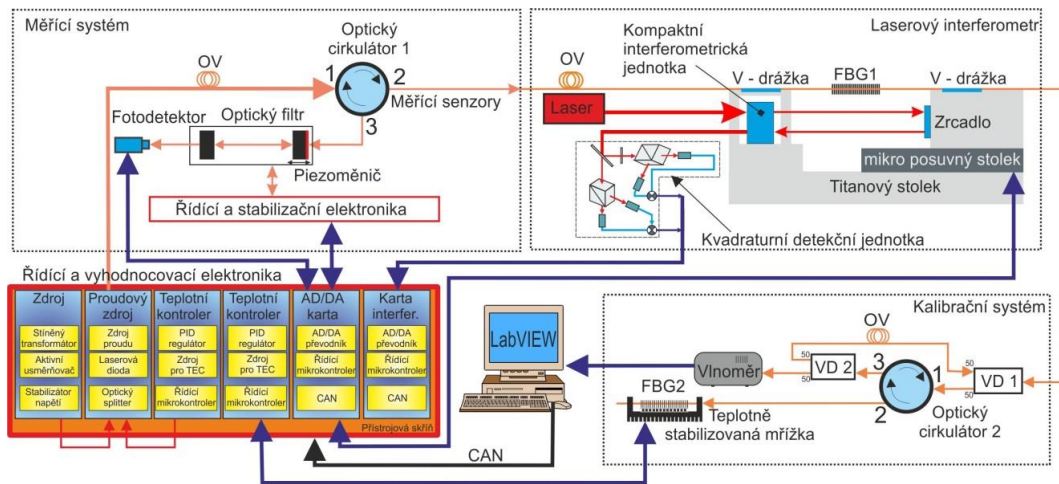 Měřící systém
OV
Optický
cirkulátor 1
1
2
3
Měřící senzory
Fotodetektor
Optický filtr
Piezoměnič
Řídící a stabilizační elektronika
Laserový interferometr
OV
Kompaktní
interferometrická
jednotka
V - drážka
FBG1
V - drážka
Laser
Zrcadlo
mikro posuvný stolek
Titanový stolek
Kvadraturní detekční jednotka
Řídící a vyhodnocovací elektronika
Zdroj
Stíněný
transformátor
Aktivní
usměrňovač
Stabilizátor
napětí
Proudový
zdroj
Zdroj
proudu
Laserová
dioda
Optický
splitter
Teplotní
kontroler
PID
regulátor
Zdroj
pro TEC
Řídící
mikrokontroler
Teplotní
kontroler
PID
regulátor
Zdroj
pro TEC
Řídící
mikrokontroler
AD/DA
karta
AD/DA
převodník
Řídící
mikrokontroler
CAN
Karta
interfer.
AD/DA
převodník
Řídící
mikrokontroler
CAN
Přístrojová skříň
LabVIEW
CAN
Kalibrační systém
OV
Vlnoměr
50
50
VD 2
3
1
2
50
50
VD 1
FBG2
Teplotně
stabilizovaná mřížka
Optický
cirkulátor 2